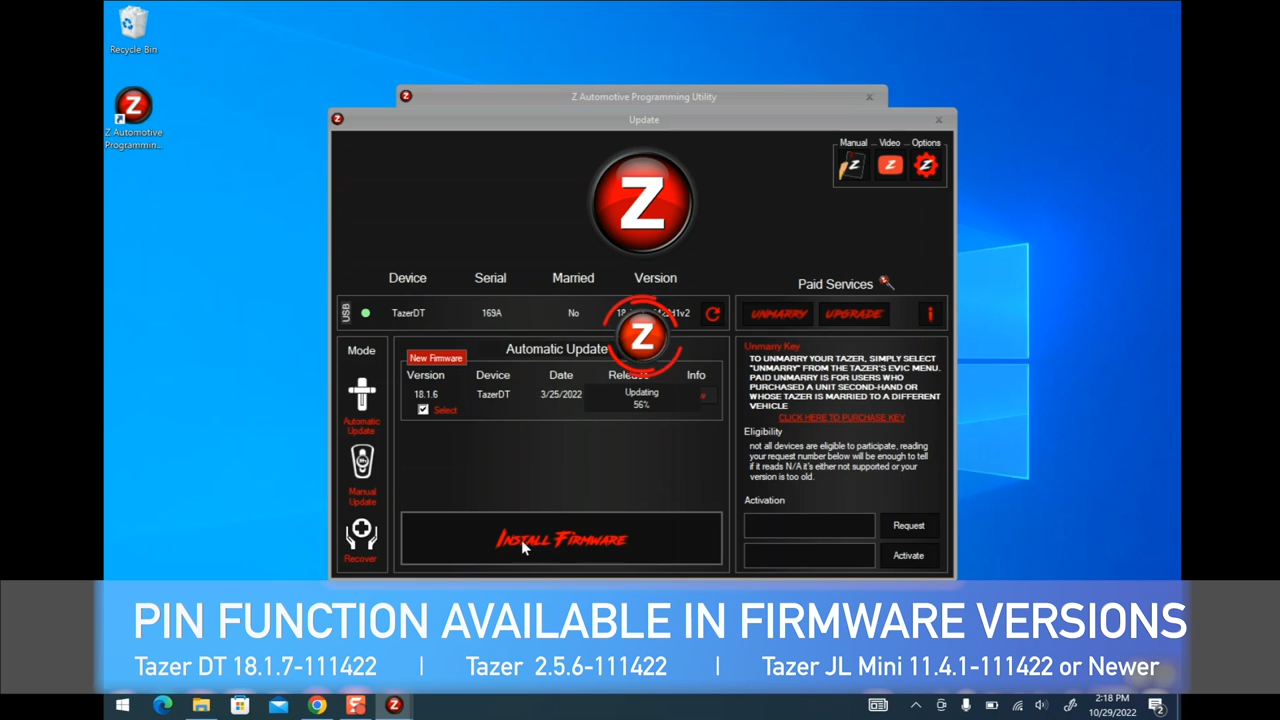 Recycle Bin
Z Automotive
Programmin...
Z Automotive Programming Utility
X
Update
X
Manual
Video
Options
Z
Device
Serial
Married
Version
Paid Services
USB
TazerDT
169A
No
UNMARRY
UPGRADE
i
Mode
Automatic Update
New Firmware
Version
Device
Date
Info
18.1.6
TazerDT
3/25/2022
Updating
56%
Select
Automatic
Update
Manual
Update
Recover
INSTALL FIRMWARE
Unmarry Key
TO UNMARRY YOUR TAZER, SIMPLY SELECT
"UNMARRY" FROM THE TAZER'S EVIC MENU.
PAID UNMARRY IS FOR USERS WHO
PURCHASED A UNIT SECOND-HAND OR
WHOSE TAZER IS MARRIED TO A DIFFERENT
VEHICLE
CLICK HERE TO PURCHASE KEY
Eligibility
not all devices are eligible to participate, reading
your request number below will be enough to tell
if it reads N/A it's either not supported or your
version is too old.
Activation
Request
Activate
PIN FUNCTION AVAILABLE IN FIRMWARE VERSIONS
Tazer DT 18.1.7-111422 | Tazer 2.5.6-111422 | Tazer JL Mini 11.4.1-111422 or Newer
2:18 PM
10/29/2022
2